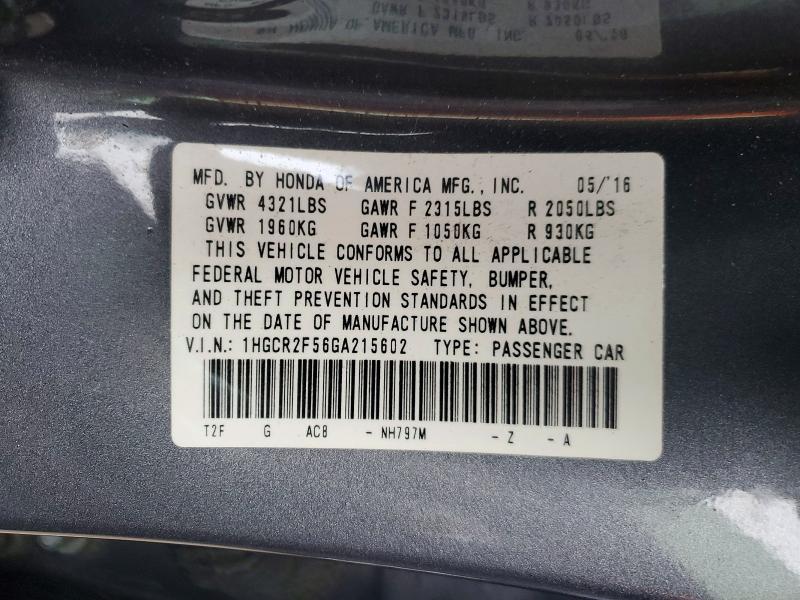 MFD. BY HONDA OF AMERICA MFG., INC. 05/'16
GVWR 4321LBS GAWR F 2315LBS R 2050LBS
GVWR 1960KG GAWR F 1050KG R 930KG
THIS VEHICLE CONFORMS TO ALL APPLICABLE
FEDERAL MOTOR VEHICLE SAFETY, BUMPER,
AND THEFT PREVENTION STANDARDS IN EFFECT
ON THE DATE OF MANUFACTURE SHOWN ABOVE.
V.I.N.: 1HGCR2F56GA215602 TYPE: PASSENGER CAR
T2F G AC8 - NH797M - Z - A